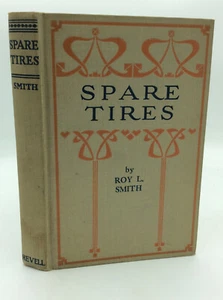 SPARE
TIRES
SMITH
REVELL
SPARE
TIRES
by
ROY L.
SMITH